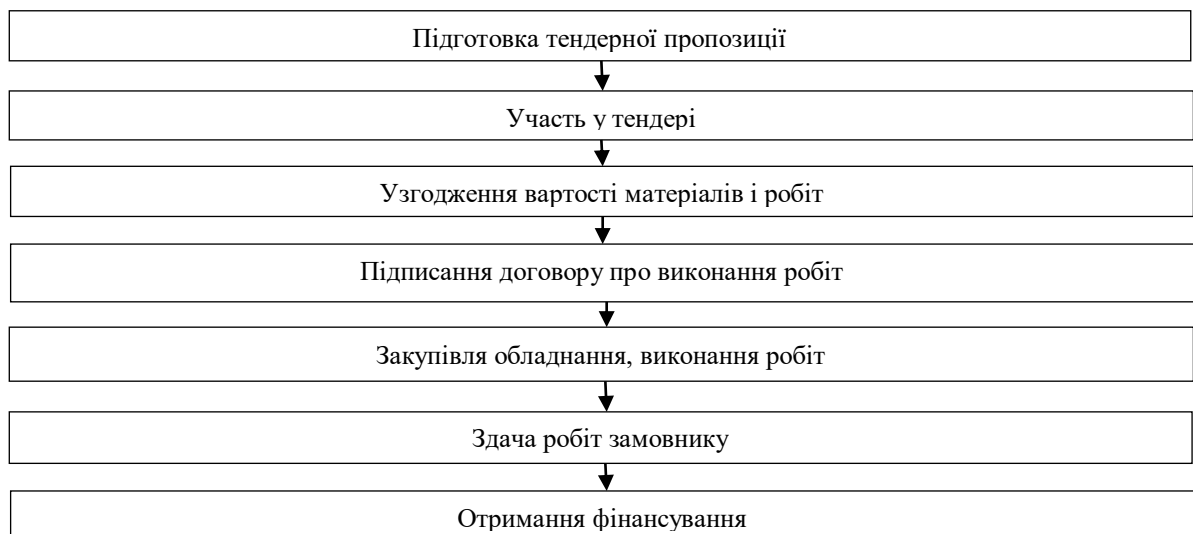 Підготовка тендерної пропозиції
Участь у тендері
Узгодження вартості матеріалів і робіт
Підписання договору про виконання робіт
Закупівля обладнання, виконання робіт
Здача робіт замовнику
Отримання фінансування